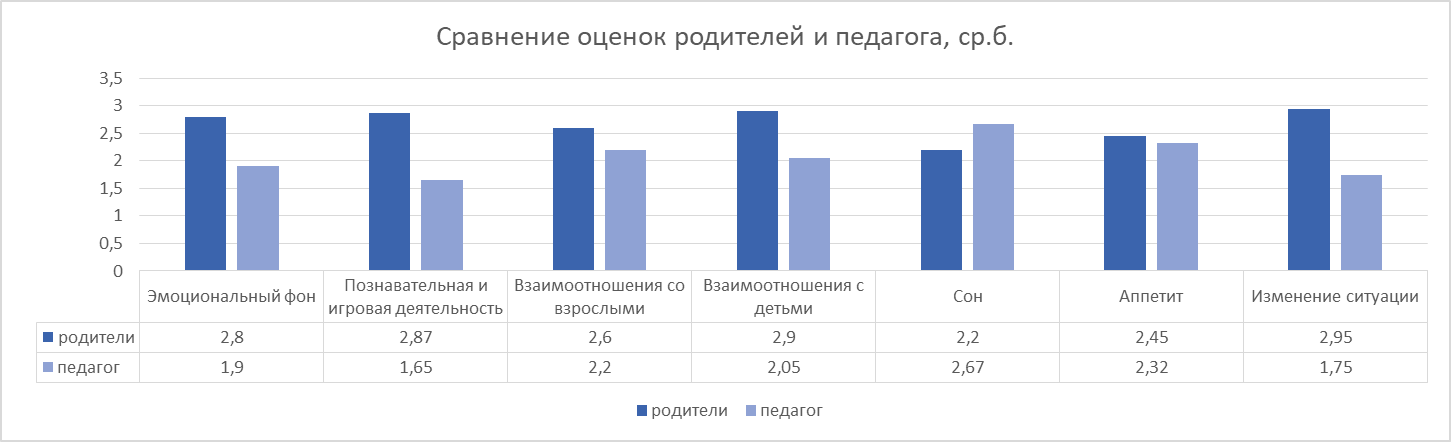 Сравнение оценок родителей и педагога, ср.б.
3,5
3
2,5
2
1,5
1
0,5
0
Эмоциональный фон
Познавательная и
игровая деятельность
Взаимоотношения со
взрослыми
Взаимоотношения с
детьми
Сон
Аппетит
Изменение ситуации
родители 2,8 2,87 2,6 2,9 2,2 2,45 2,95
педагог 1,9 1,65 2,2 2,05 2,67 2,32 1,75
родители педагог